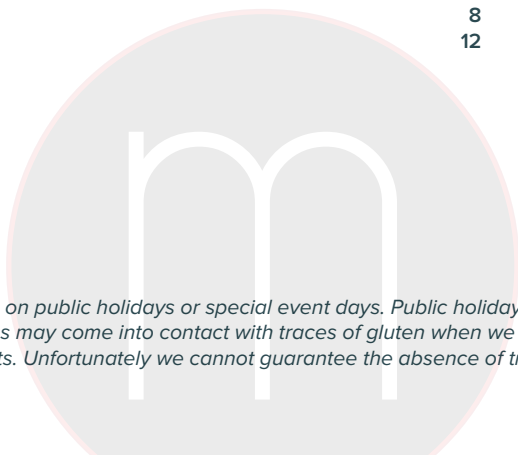 8
12
m
on public holidays or special event days. Public holiday
may come into contact with traces of gluten when we
Unfortunately we cannot guarantee the absence of